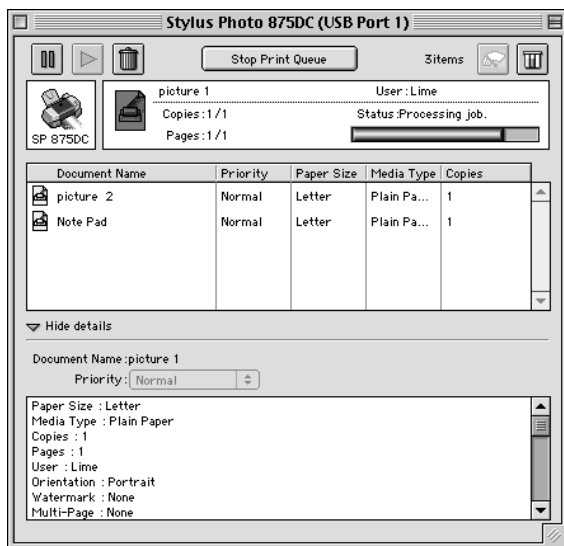 Stylus Photo 875DC (USB Port 1)
Stop Print Queue
3items
SP 875DC
picture 1
User:Lime
Copies:1/1
Status:Processing job.
Pages:1/1
Document Name Priority Paper Size Media Type Copies
picture 2 Normal Letter Plain Pa... 1
Note Pad Normal Letter Plain Pa... 1
Hide details
Document Name:picture 1
Priority: Normal
Paper Size : Letter
Media Type : Plain Paper
Copies : 1
Pages : 1
User : Lime
Orientation : Portrait
Watermark : None
Multi-Page : None